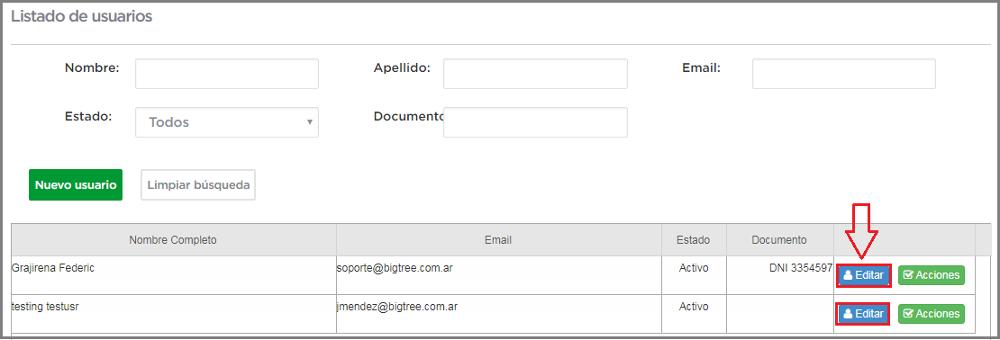 Listado de usuarios
Nombre: Apellido: Email:
Estado: Todos Documento
Nuevo usuario Limpiar búsqueda
Nombre Completo Email Estado Documento
Grajirena Federic soporte@bigtree.com.ar Activo DNI 3354597 Editar Acciones
testing testusr jmendez@bigtree.com.ar Activo Editar Acciones